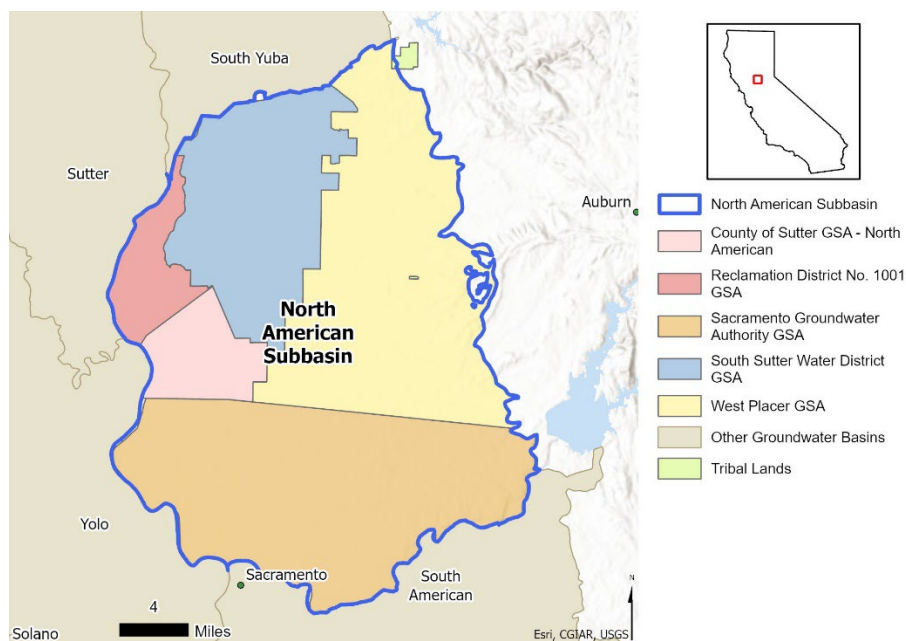 South Yuba
Sutter
Auburn
North
American
Subbasin
Yolo
Sacramento
South
American
Solano
4
Miles
N
Esri, CGIAR, USGS
North American Subbasin
County of Sutter GSA - North
American
Reclamation District No. 1001
GSA
Sacramento Groundwater
Authority GSA
South Sutter Water District
GSA
West Placer GSA
Other Groundwater Basins
Tribal Lands